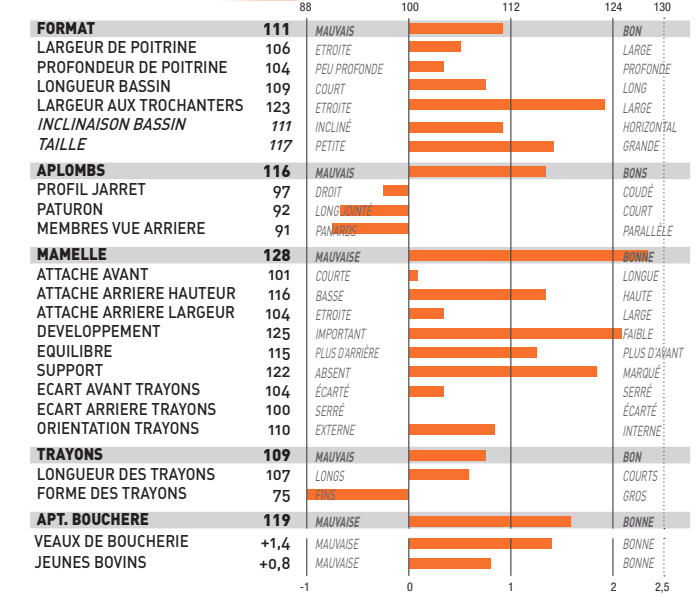 88 100 112 124 130
FORMAT 111 MAUVAIS BON
LARGEUR DE POITRINE 106 ETROITE LARGE
PROFONDEUR DE POITRINE 104 PEU PROFONDE PROFONDE
LONGUEUR BASSIN 109 COURT LONG
LARGEUR AUX TROCHANTERS 123 ETROITE LARGE
INCLINAISON BASSIN 111 INCLINÉ HORIZONTAL
TAILLE 117 PETITE GRANDE
APLOMBS 116 MAUVAIS BONS
PROFIL JARRET 97 DROIT COUDÉ
PATURON 92 LONG JOINTÉ COURT
MEMBRES VUE ARRIERE 91 PANARDS PARALLÈLE
MAMELLE 128 MAUVAISE BONNE
ATTACHE AVANT 101 COURTE LONGUE
ATTACHE ARRIERE HAUTEUR 116 BASSE HAUTE
ATTACHE ARRIERE LARGEUR 104 ETROITE LARGE
DEVELOPPEMENT 125 IMPORTANT FAIBLE
EQUILIBRE 115 PLUS D'ARRIÈRE PLUS D'AVANT
SUPPORT 122 ABSENT MARQUÉ
ECART AVANT TRAYONS 104 ÉCARTÉ SERRÉ
ECART ARRIERE TRAYONS 100 SERRÉ ÉCARTÉ
ORIENTATION TRAYONS 110 EXTERNE INTERNE
TRAYONS 109 MAUVAIS BON
LONGUEUR DES TRAYONS 107 LONGS COURTS
FORME DES TRAYONS 75 FINS GROS
APT. BOUCHERE 119 MAUVAISE BONNE
VEAUX DE BOUCHERIE +1,4 MAUVAISE BONNE
JEUNES BOVINS +0,8 MAUVAISE BONNE
-1 0 1 2 2,5